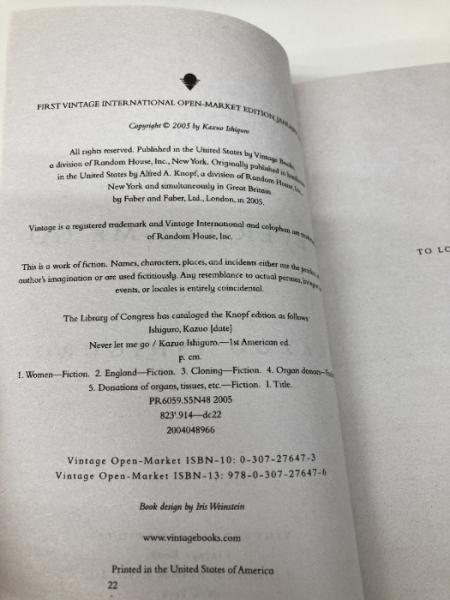 FIRST VINTAGE INTERNATIONAL OPEN-MARKET EDITION, JANUARY
Copyright © 2005 by Kazuo Ishiguro
All rights reserved. Published in the United States by Vintage Books,
a division of Random House, Inc., New York. Originally published in hardcover
in the United States by Alfred A. Knopf, a division of Random House, Inc.,
New York and simultaneously in Great Britain
by Faber and Faber, Ltd., London, in 2005.
Vintage is a registered trademark and Vintage International and colophon are
of Random House, Inc.
This is a work of fiction. Names, characters, places, and incidents either are the
author's imagination or are used fictitiously. Any resemblance to actual persons,
events, or locales is entirely coincidental.
The Library of Congress has cataloged the Knopf edition as follows
Ishiguro, Kazuo [date]
Never let me go / Kazuo Ishiguro.—1st American ed.
p. cm.
1. Women—Fiction. 2. England—Fiction. 3. Cloning—Fiction. 4. Organ donors—
5. Donations of organs, tissues, etc.—Fiction. 1. Title.
PR6059.S5N48 2005
823'.914—dc22
2004048966
Vintage Open-Market ISBN-10: 0-307-27647-3
Vintage Open-Market ISBN-13: 978-0-307-27647-6
Book design by Iris Weinstein
www.vintagebooks.com
Printed in the United States of America
22
TO LO